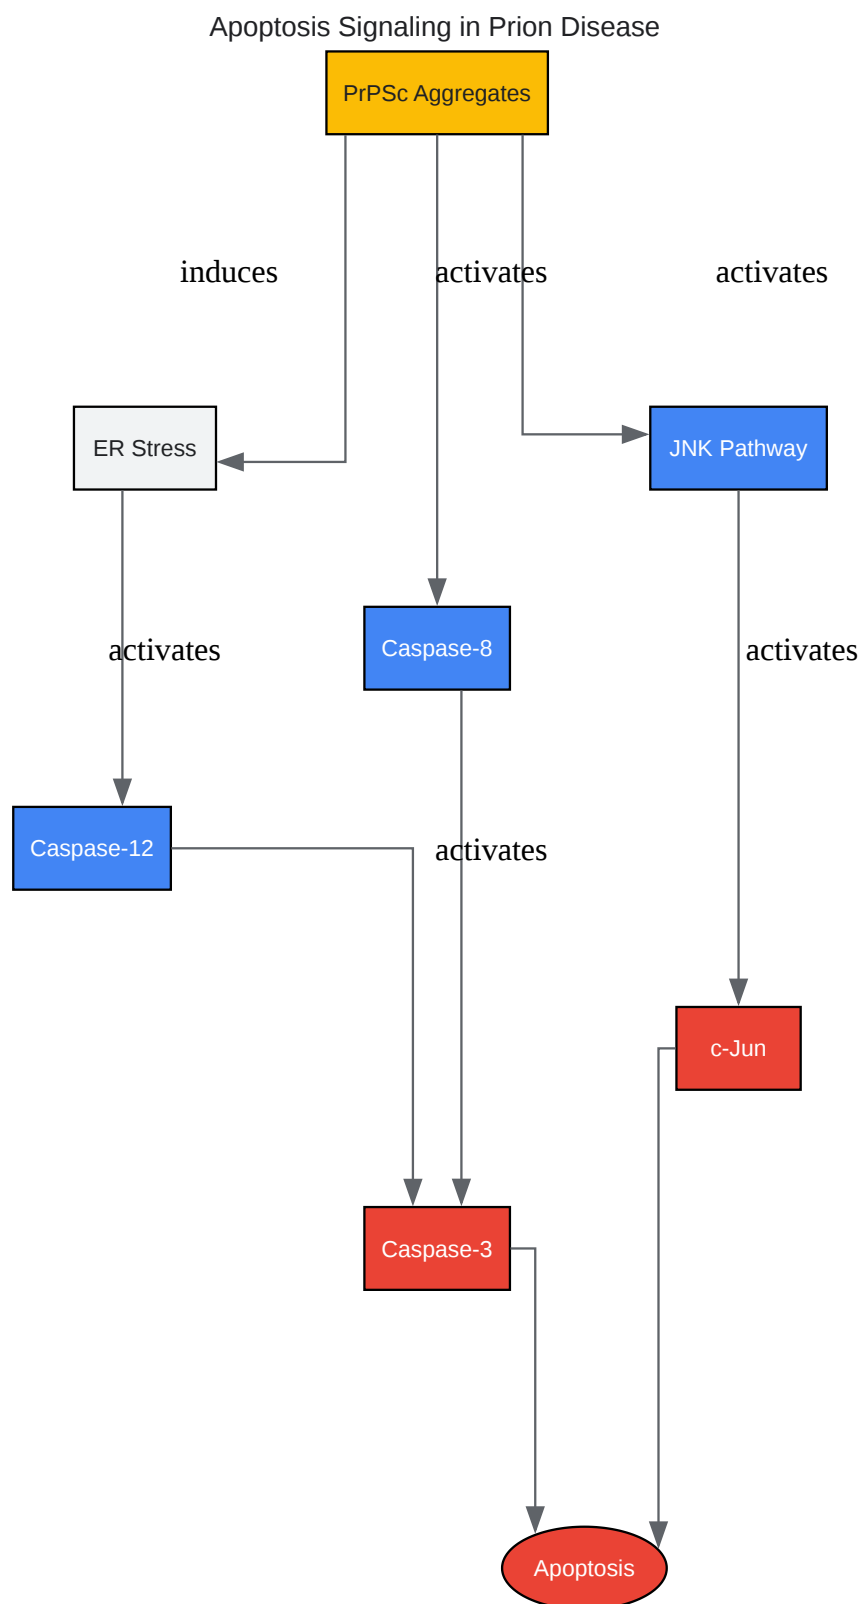 Apoptosis Signaling in Prion Disease
PrPSc Aggregates
induces
activates
activates
ER Stress
JNK Pathway
activates
Caspase-8
activates
Caspase-12
activates
c-Jun
Caspase-3
Apoptosis